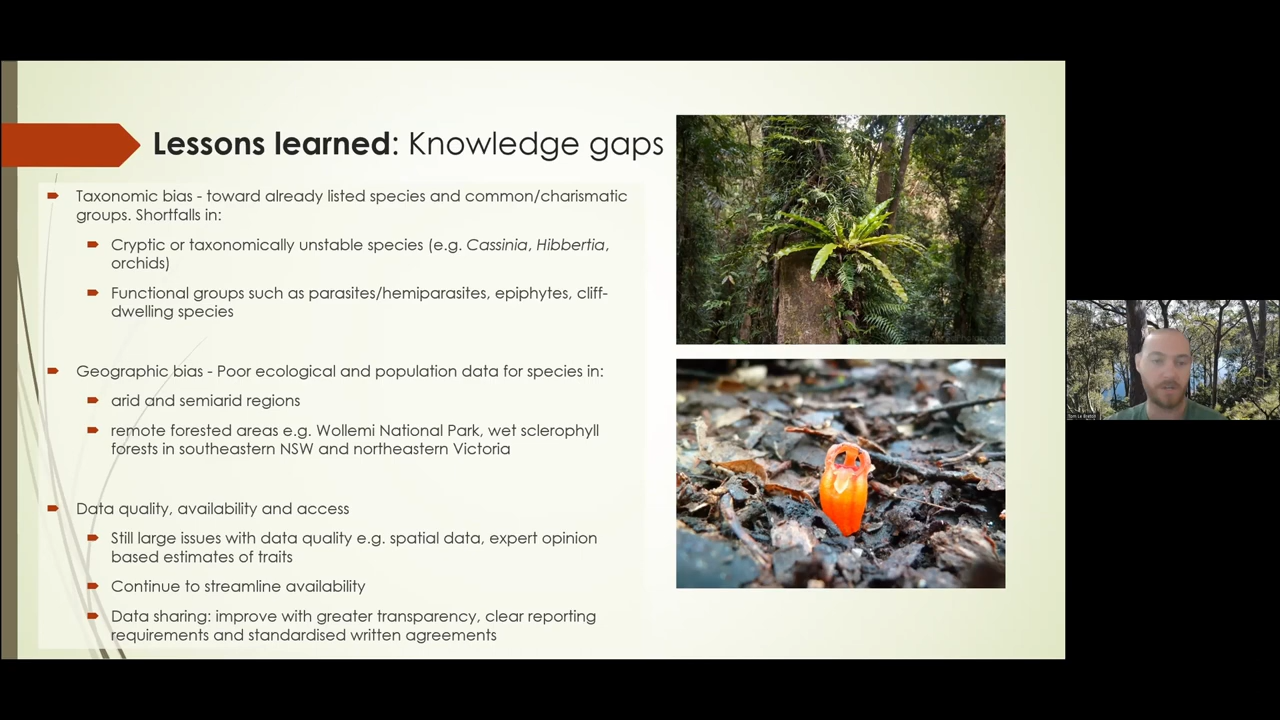 Lessons learned: Knowledge gaps
Taxonomic bias - toward already listed species and common/charismatic
groups. Shortfalls in:
Cryptic or taxonomically unstable species (e.g. Cassinia, Hibbertia,
orchids)
Functional groups such as parasites/hemiparasites, epiphytes, cliff-
dwelling species
Geographic bias - Poor ecological and population data for species in:
arid and semiarid regions
remote forested areas e.g. Wollemi National Park, wet sclerophyll
forests in southeastern NSW and northeastern Victoria
Data quality, availability and access
Still large issues with data quality e.g. spatial data, expert opinion
based estimates of traits
Continue to streamline availability
Data sharing: improve with greater transparency, clear reporting
requirements and standardised written agreements
Tom Le Breton